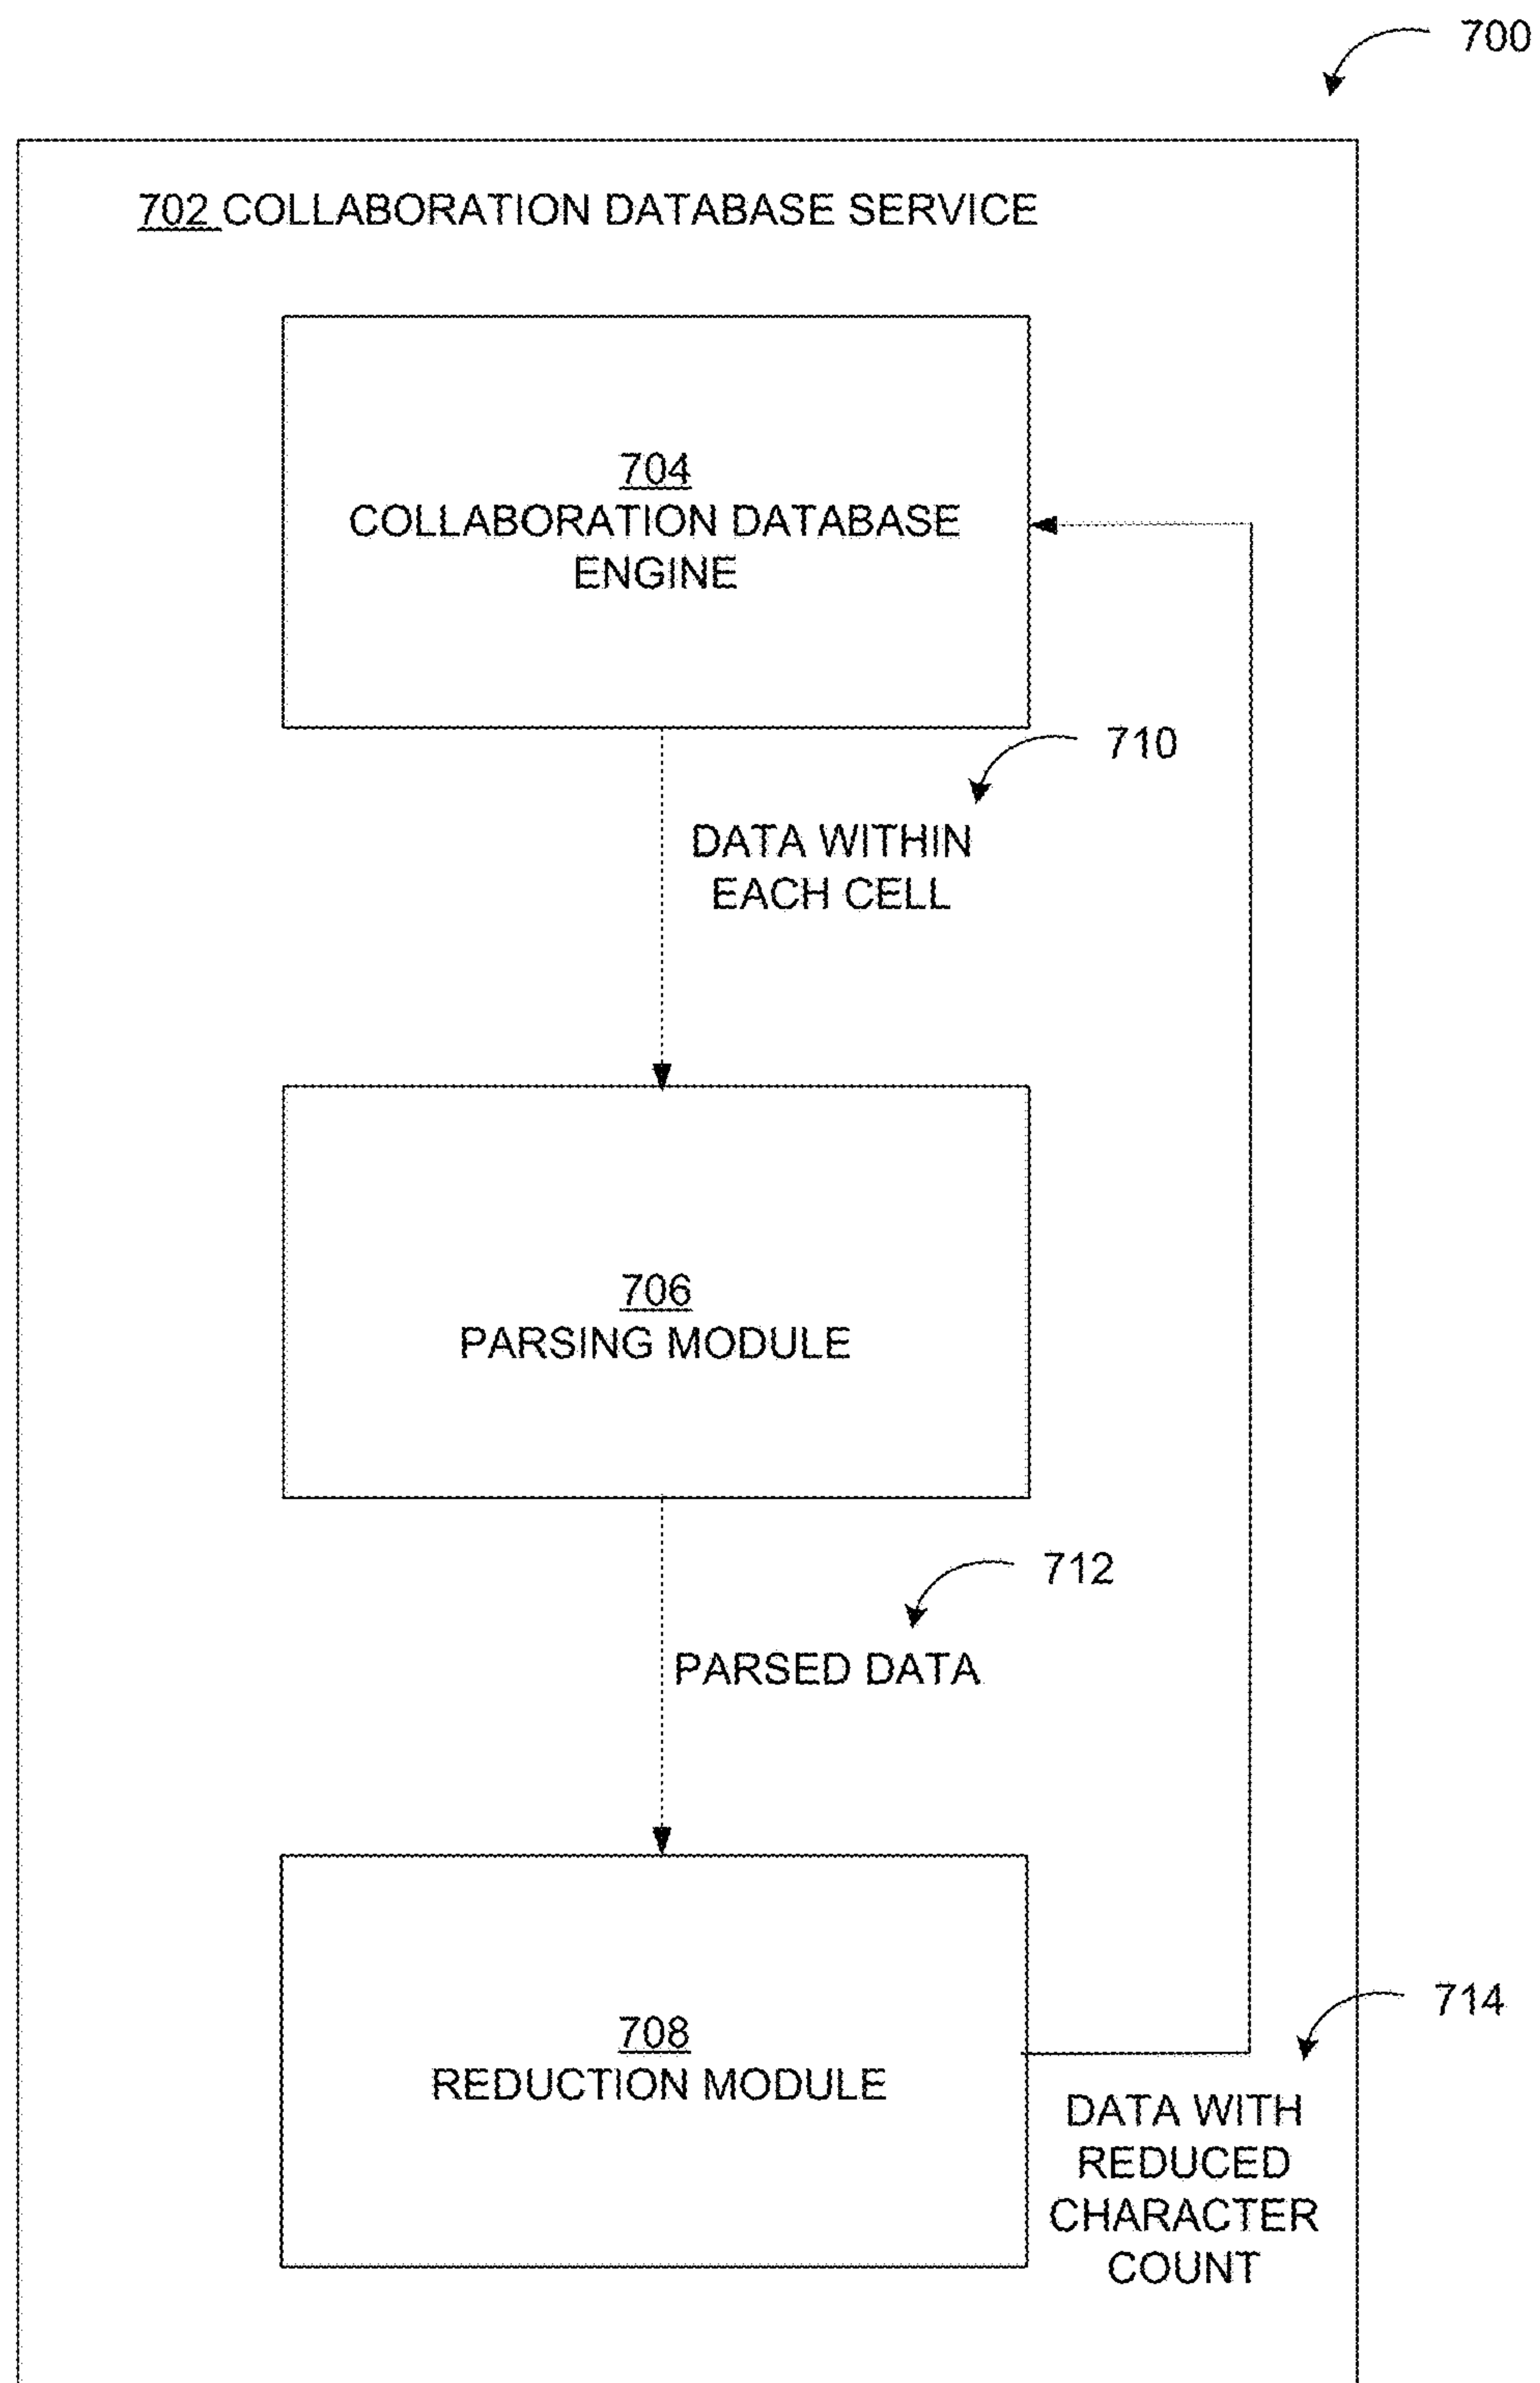 700
702 COLLABORATION DATABASE SERVICE
704
COLLABORATION DATABASE
ENGINE
710
DATA WITHIN
EACH CELL
706
PARSING MODULE
712
PARSED DATA
708
REDUCTION MODULE
714
DATA WITH
REDUCED
CHARACTER
COUNT